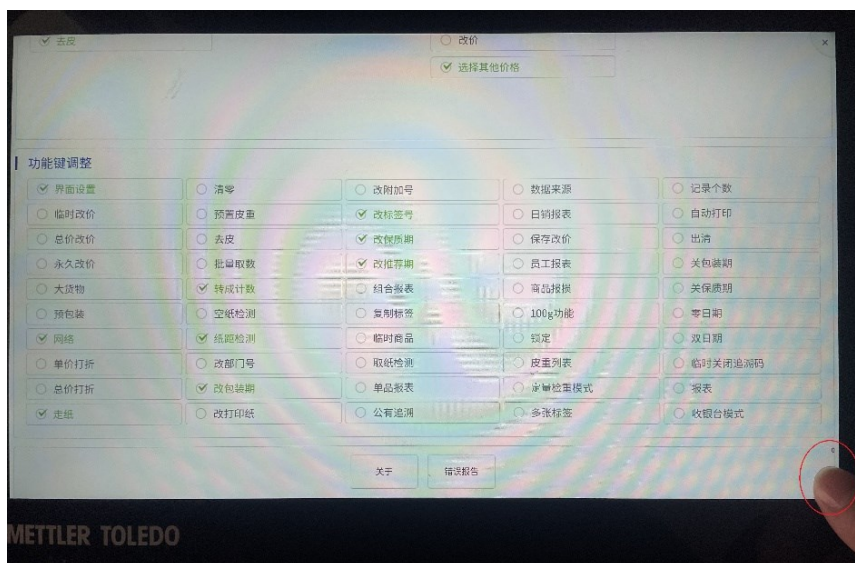 去皮 改价
×
选择其他价格
功能键调整
界面设置 清零 改附加号 数据来源 记录个数
临时改价 预置皮重 改标签号 日销报表 自动打印
总价改价 去皮 改保质期 保存改价 出清
永久改价 批量取数 改推荐期 员工报表 关包装期
大货物 转成计数 组合报表 商品报损 关保质期
预包装 空纸检测 复制标签 100g功能 零日期
网络 纸距检测 临时商品 锁定 双日期
单价打折 改部门号 取纸检测 皮重列表 临时关闭追溯码
总价打折 改包装期 单品报表 定量检重模式 报表
走纸 改打印纸 公有追溯 多张标签 收银台模式
关于 错误报告
METTLER TOLEDO